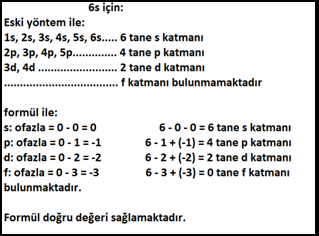 6s için:
Eski yöntem ile:
1s, 2s, 3s, 4s, 5s, 6s..... 6 tane s katmanı
2p, 3p, 4p, 5p.............. 4 tane p katmanı
3d, 4d .......................... 2 tane d katmanı
..................................... f katmanı bulunmamaktadır
formül ile:
s: ofazla = 0 - 0 = 0 6 - 0 - 0 = 6 tane s katmanı
p: ofazla = 0 - 1 = -1 6 - 1 + (-1) = 4 tane p katmanı
d: ofazla = 0 - 2 = -2 6 - 2 + (-2) = 2 tane d katmanı
f: ofazla = 0 - 3 = -3 6 - 3 + (-3) = 0 tane f katmanı
bulunmaktadır.
Formül doğru değeri sağlamaktadır.